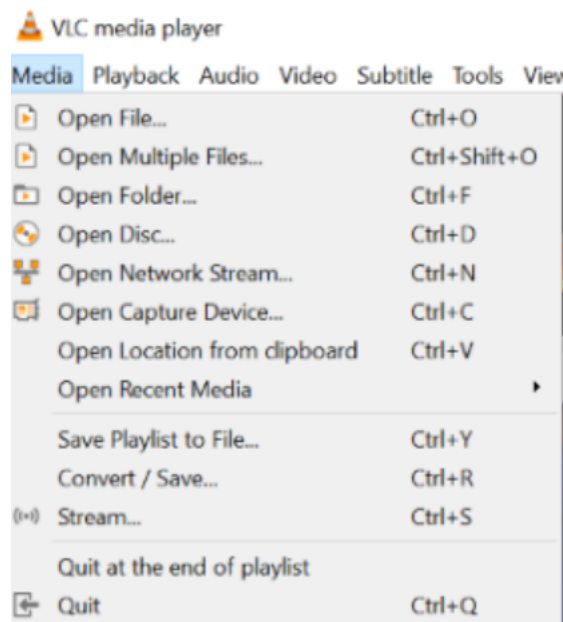 VLC media player
Media Playback Audio Video Subtitle Tools View
Open File... Ctrl+O
Open Multiple Files... Ctrl+Shift+O
Open Folder... Ctrl+F
Open Disc... Ctrl+D
Open Network Stream... Ctrl+N
Open Capture Device... Ctrl+C
Open Location from clipboard Ctrl+V
Open Recent Media
Save Playlist to File... Ctrl+Y
Convert / Save... Ctrl+R
Stream... Ctrl+S
Quit at the end of playlist
Quit Ctrl+Q